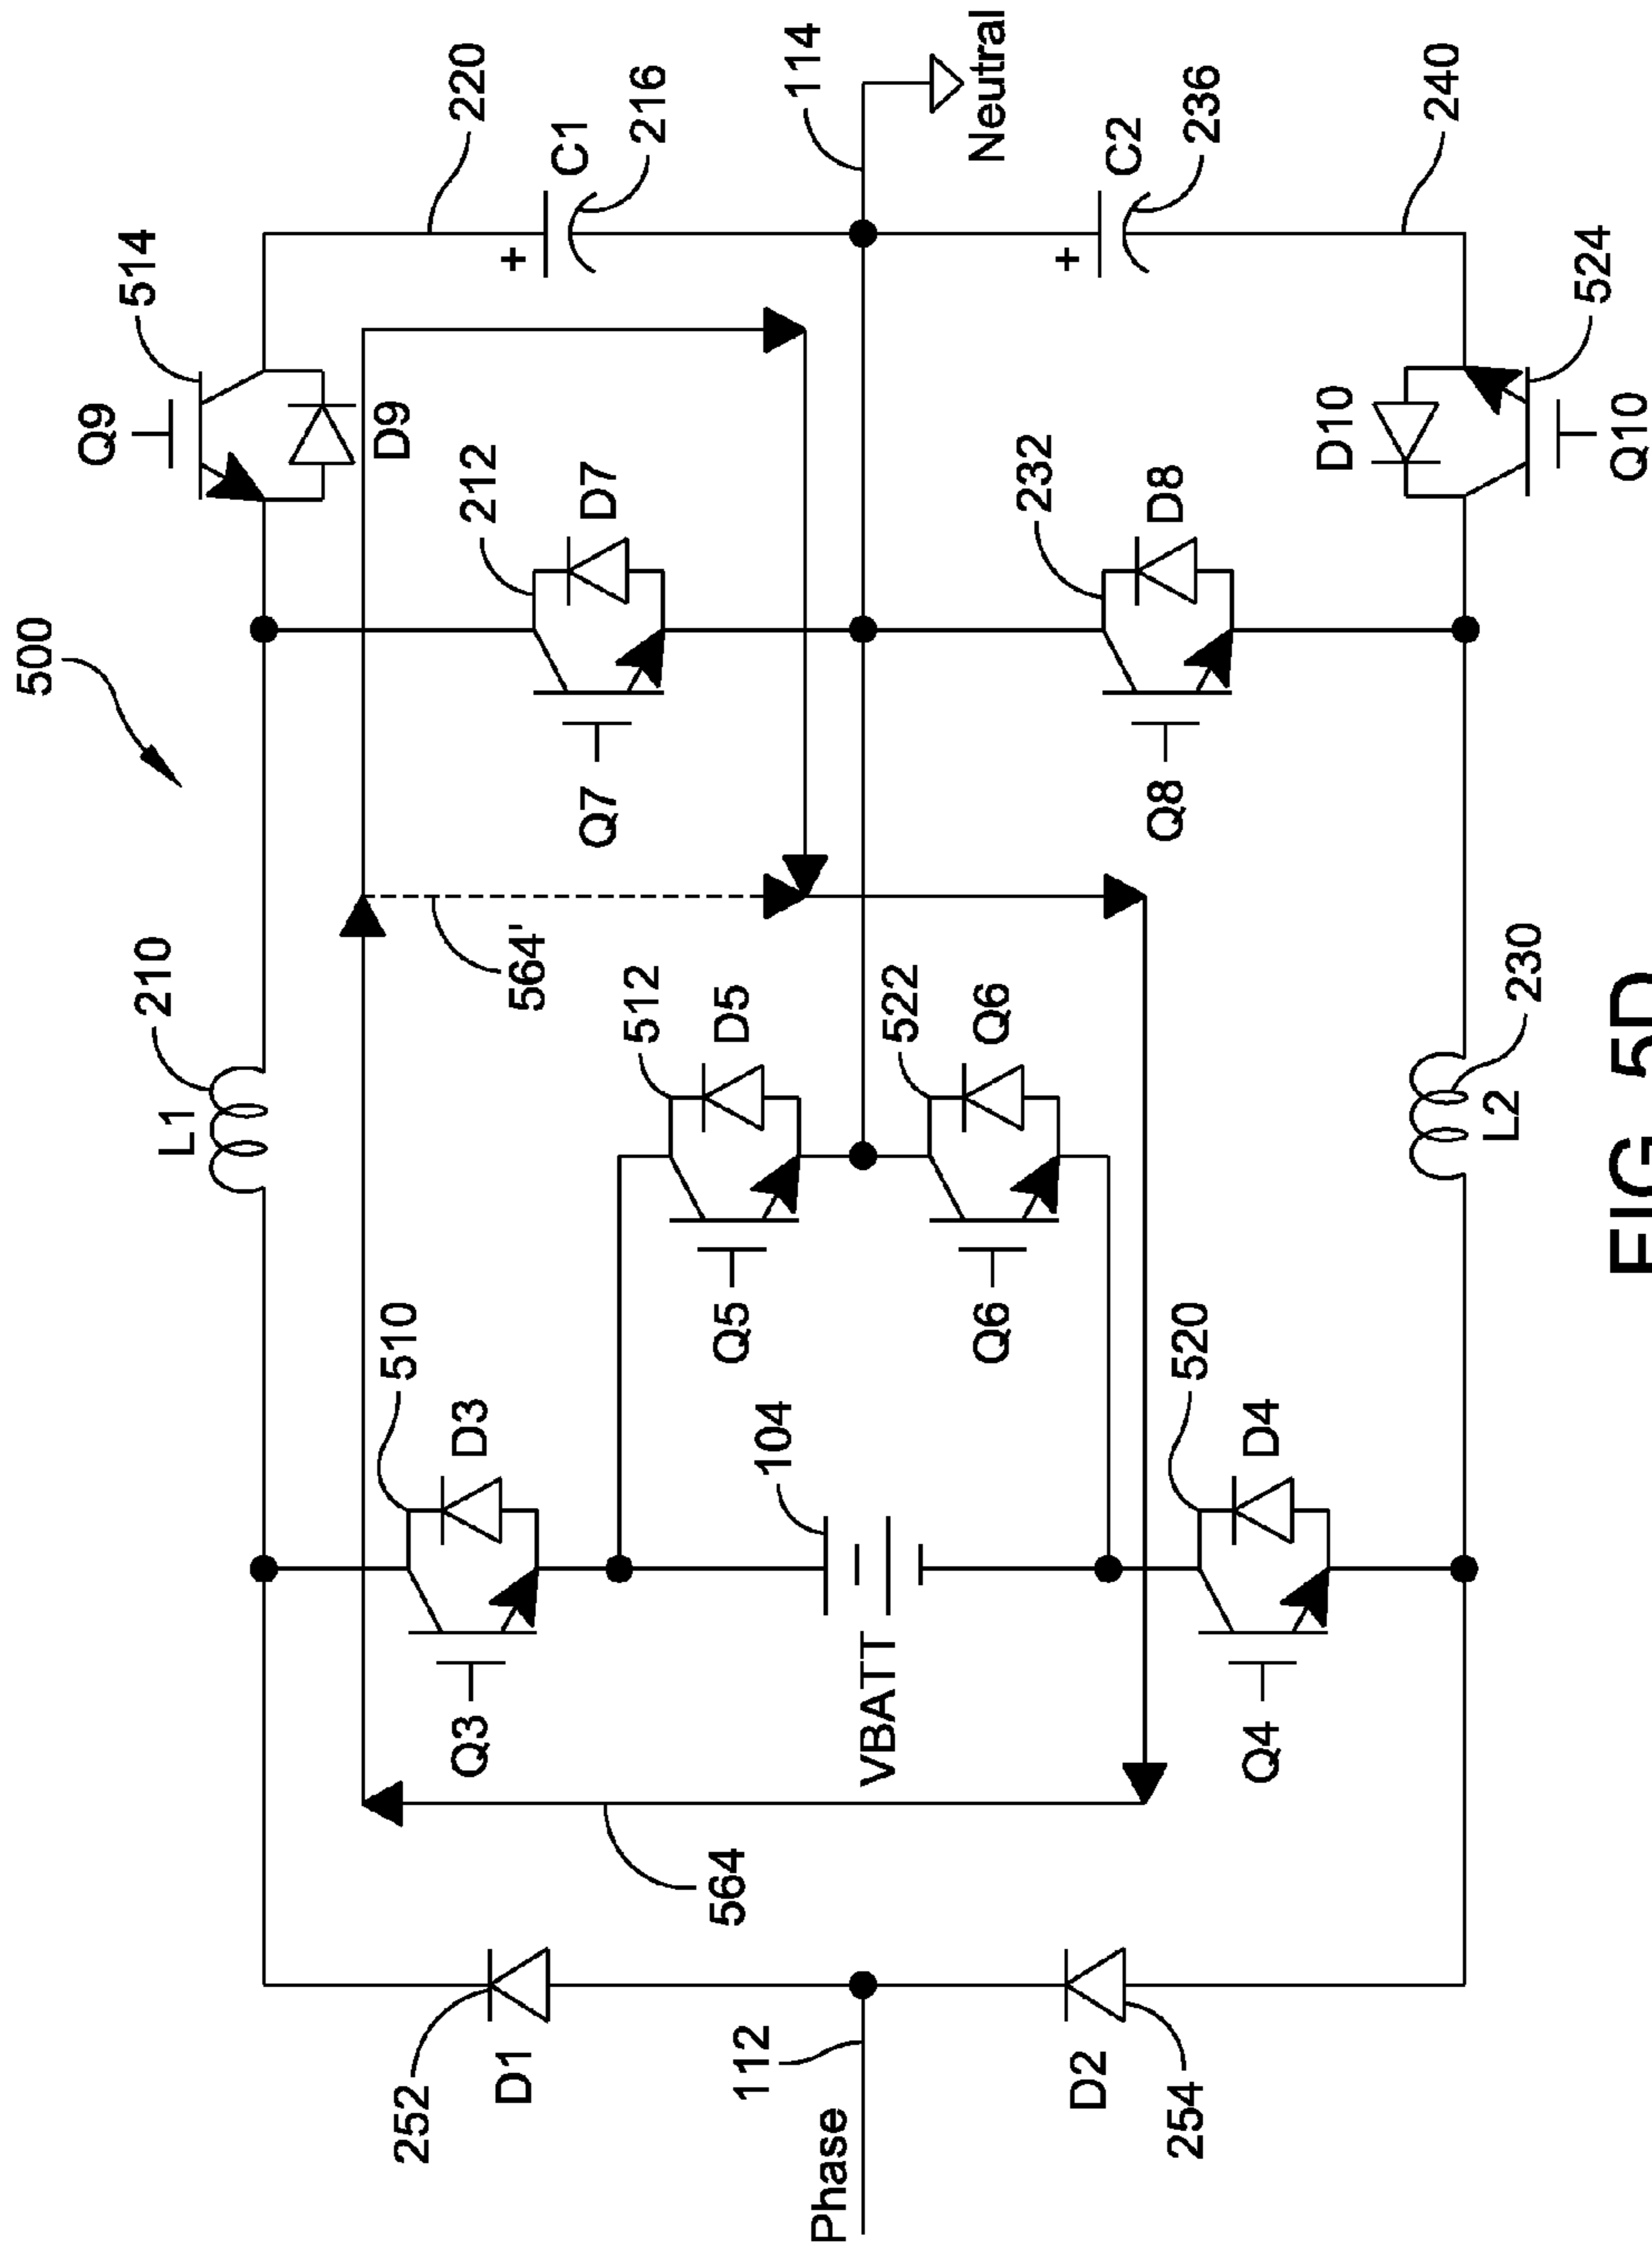 500
Q9
514
L1
210
D9
220
252
D1
Q3
510
D3
212
D7
Q7
C1
216
564'
564
512
D5
Q5
104
VBATT
Phase
112
114
Neutral
522
Q6
Q6
232
D8
Q8
C2
236
D2
254
520
D4
Q4
D10
240
L2
230
524
Q10
FIG 5D